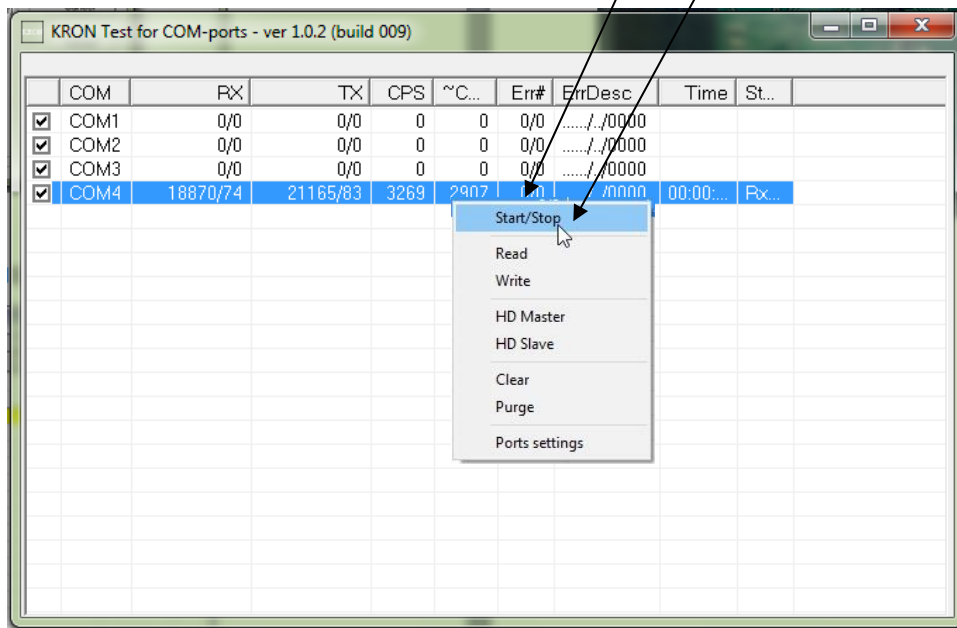 KRON Test for COM-ports - ver 1.0.2 (build 009)
COM RX TX CPS ~C... Err# ErrDesc Time St...
COM1 0/0 0/0 0 0 0/0 ....../../0000
COM2 0/0 0/0 0 0 0/0 ....../../0000
COM3 0/0 0/0 0 0 0/0 ....../../0000
COM4 18870/74 21165/83 3269 2907 0/0 ....../../0000 00:00:... Rx...
Start/Stop
Read
Write
HD Master
HD Slave
Clear
Purge
Ports settings